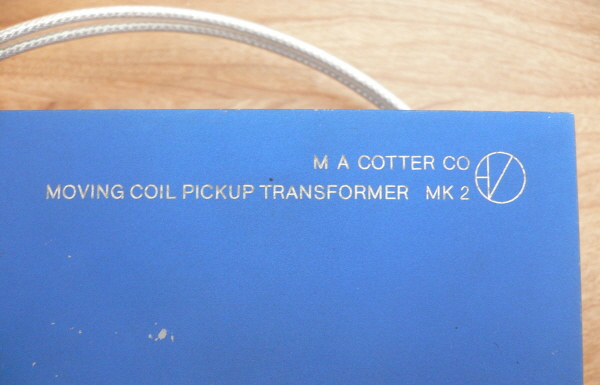 M A COTTER CO
MOVING COIL PICKUP TRANSFORMER MK 2